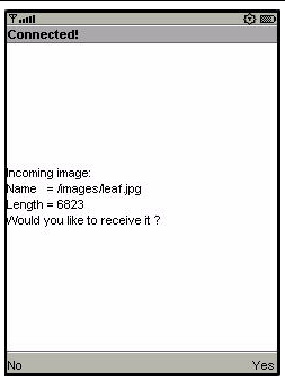 Connected!
Incoming image:
Name = /images/leaf.jpg
Length = 6823
Would you like to receive it ?
No Yes